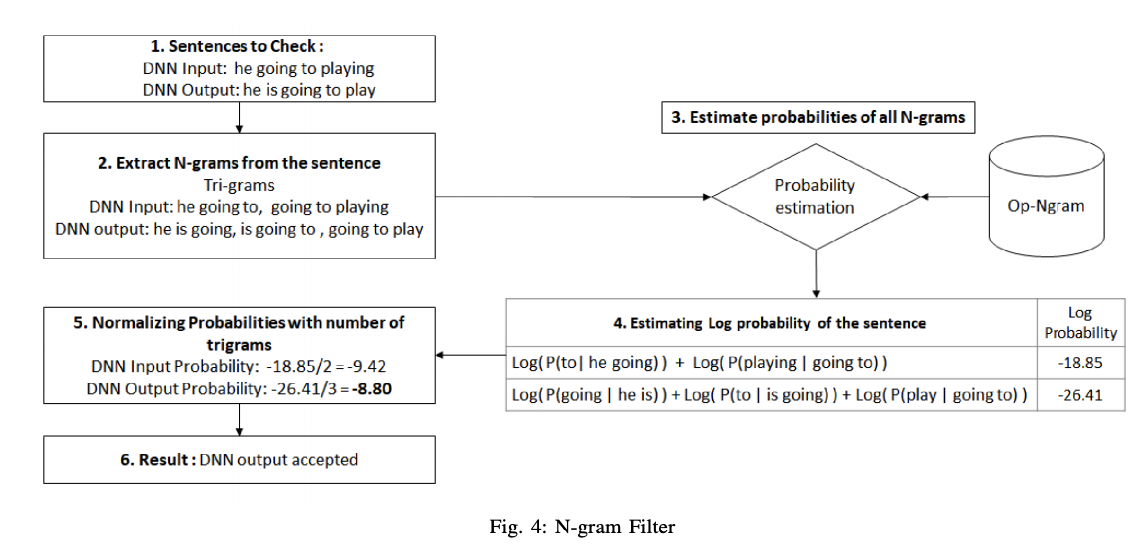 1. Sentences to Check :
DNN Input: he going to playing
DNN Output: he is going to play
2. Extract N-grams from the sentence
Tri-grams
DNN Input: he going to, going to playing
DNN output: he is going, is going to , going to play
3. Estimate probabilities of all N-grams
Probability
estimation
Op-Ngram
4. Estimating Log probability of the sentence
Log
Probability
Log( P(to| he going) ) + Log( P(playing | going to) )
-18.85
Log( P(going | he is) ) + Log( P(to | is going) ) + Log( P(play | going to) )
-26.41
5. Normalizing Probabilities with number of
trigrams
DNN Input Probability: -18.85/2 = -9.42
DNN Output Probability: -26.41/3 = -8.80
6. Result : DNN output accepted
Fig. 4: N-gram Filter